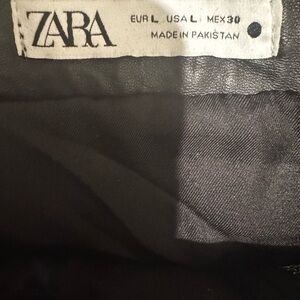 ZARA
EUR L USA L MEX 30
MADE IN PAKISTAN